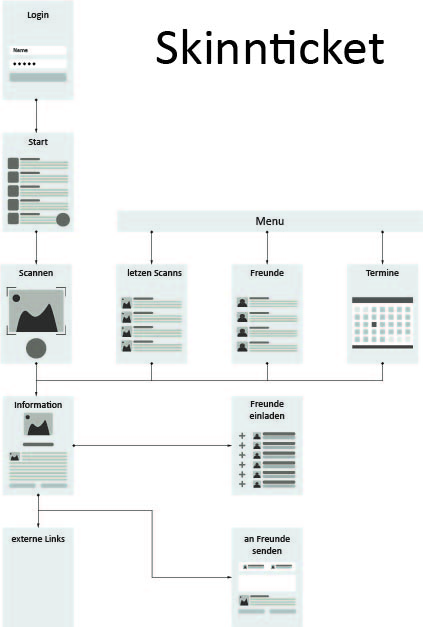 Skinnticket
Login
Name
Start
Menu
Scannen
letzen Scanns
Freunde
Termine
Information
Freunde
einladen
externe Links
an Freunde
senden